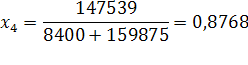 x₄ = 147539 / (8400 + 159875) = 0,8768